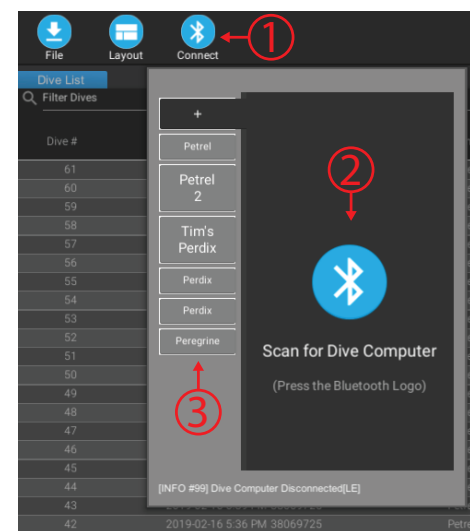 File Layout Connect
1
Dive List
Filter Dives
Dive #
+
Petrel
Petrel
2
Tim's
Perdix
Perdix
Perdix
Peregrine
2
Scan for Dive Computer
(Press the Bluetooth Logo)
3
61
60
59
58
57
56
55
54
53
52
51
50
49
48
47
46
45
44
43
42
[INFO #99] Dive Computer Disconnected[LE]
2019-02-16 5:36 PM 38069725